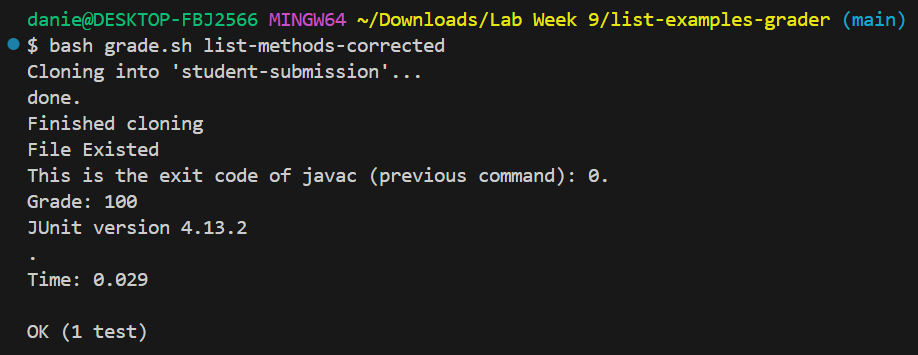 danie@DESKTOP-FBJ2566 MINGW64 ~/Downloads/Lab Week 9/list-examples-grader (main)
$ bash grade.sh list-methods-corrected
Cloning into 'student-submission'...
done.
Finished cloning
File Existed
This is the exit code of javac (previous command): 0.
Grade: 100
JUnit version 4.13.2
.
Time: 0.029
OK (1 test)